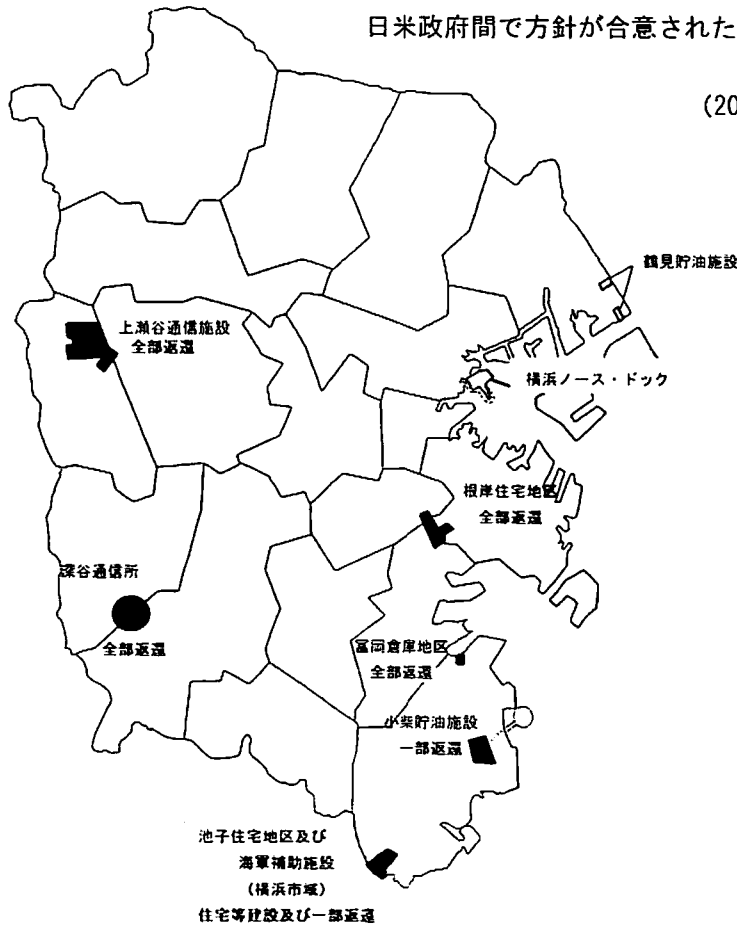 日米政府間で方針が合意された
(20
鶴見貯油施設
上瀬谷通信施設
全部返還
横浜ノース・ドック
根岸住宅地区
全部返還
深谷通信所
全部返還
富岡倉庫地区
全部返還
小柴貯油施設
一部返還
池子住宅地区及び
海軍補助施設
(横浜市域)
住宅等建設及び一部返還